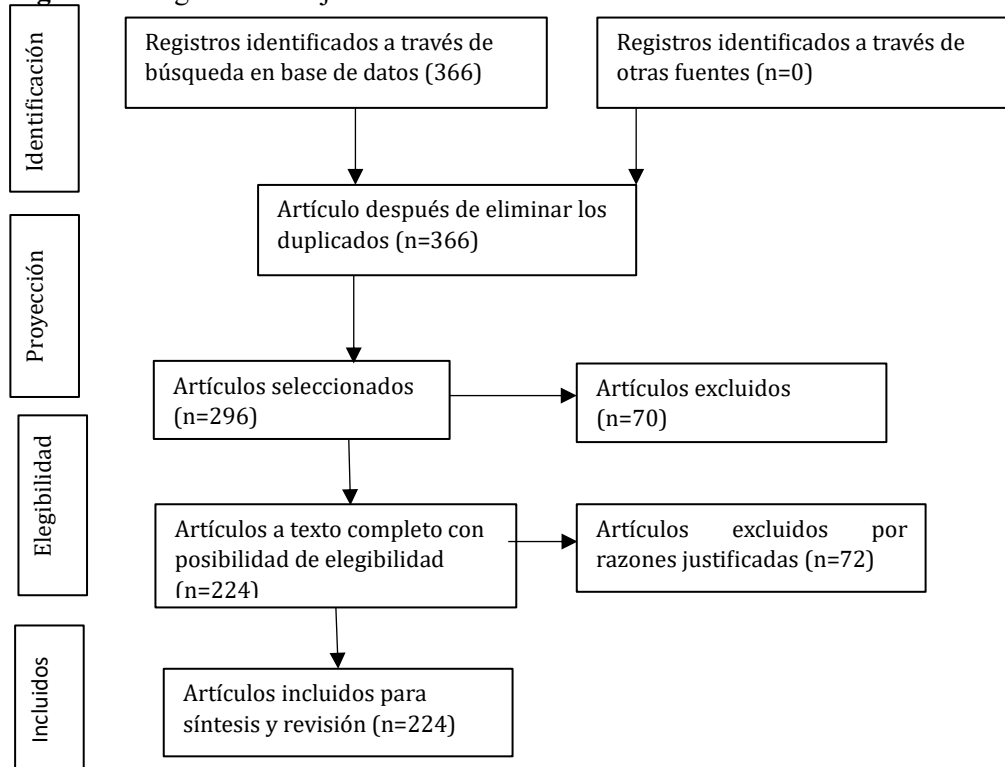 Identificación
Registros identificados a través de
búsqueda en base de datos (366)
Registros identificados a través de
otras fuentes (n=0)
Artículo después de eliminar los
duplicados (n=366)
Proyección
Artículos seleccionados
(n=296)
Artículos excluidos
(n=70)
Elegibilidad
Artículos a texto completo con
posibilidad de elegibilidad
(n=224)
Artículos excluidos por
razones justificadas (n=72)
Incluidos
Artículos incluidos para
síntesis y revisión (n=224)